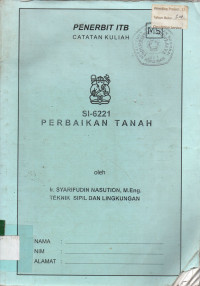 PENERBIT ITB
CATATAN KULIAH
MS
SI-6221
PERBAIKAN TANAH
oleh
Ir. SYARIFUDIN NASUTION, M.Eng.
TEKNIK SIPIL DAN LINGKUNGAN
NAMA :
NIM :
ALAMAT :